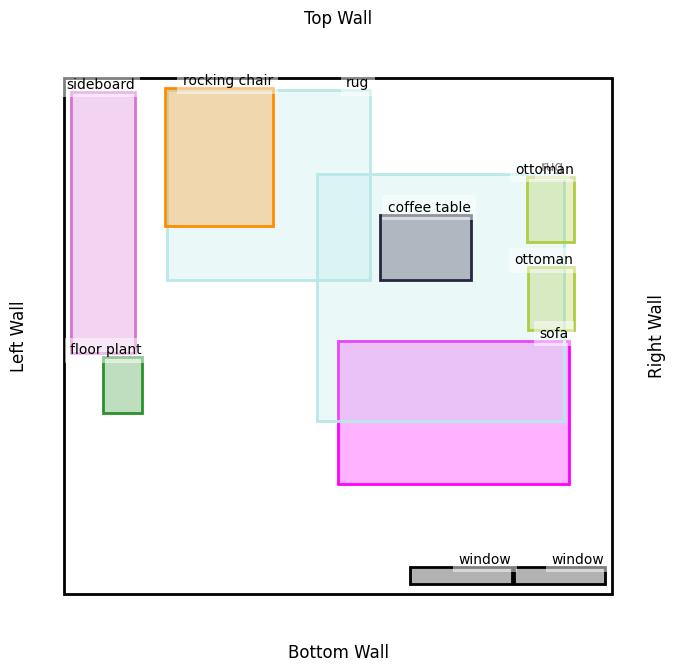 Top Wall
sideboard
rocking chair
rug
rug
ottoman
coffee table
ottoman
sofa
floor plant
Left Wall
Right Wall
window
window
Bottom Wall